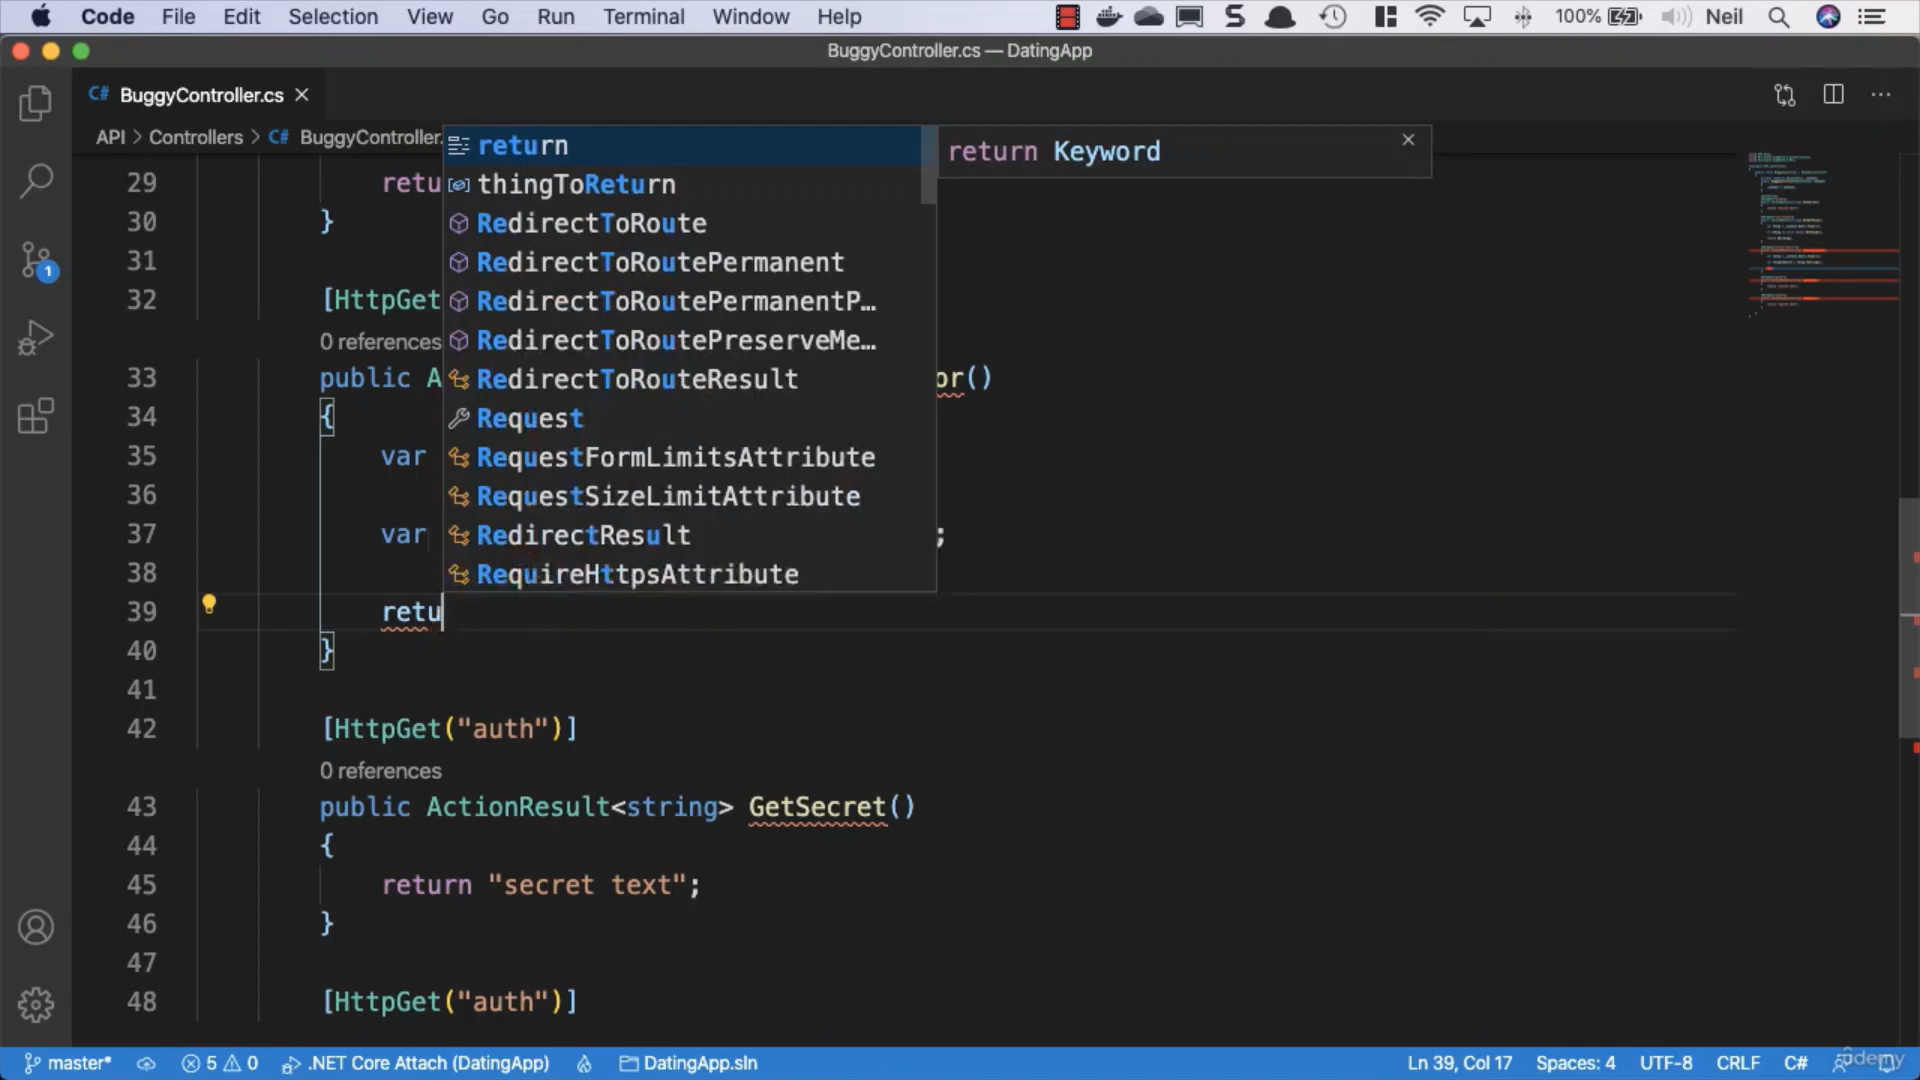 Code File Edit Selection View Go Run Terminal Window Help 100% Neil
BuggyController.cs — DatingApp
C# BuggyController.cs
API > Controllers > C# BuggyController.
return
return Keyword
29 retu
thingToReturn
30 }
RedirectToRoute
31
RedirectToRoutePermanent
32 [HttpGet
RedirectToRoutePermanentP…
0 references
RedirectToRoutePreserveMe…
33 public A
RedirectToRouteResult
or()
34 {
Request
35 var
RequestFormLimitsAttribute
36
RequestSizeLimitAttribute
37 var
RedirectResult
;
38
RequireHttpsAttribute
39 retu
40 }
41
42 [HttpGet("auth")]
0 references
43 public ActionResult<string> GetSecret()
44 {
45 return "secret text";
46 }
47
48 [HttpGet("auth")]
1
master* 5 0 .NET Core Attach (DatingApp) DatingApp.sln Ln 39, Col 17 Spaces: 4 UTF-8 CRLF C#
udemy